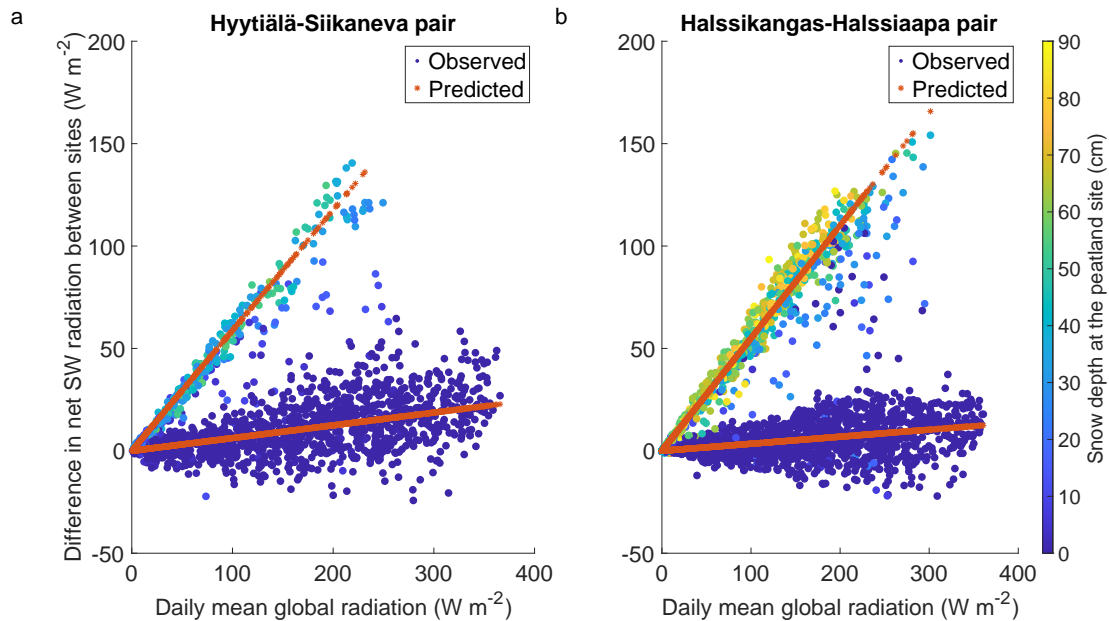 a
Hyytiälä-Siikaneva pair
Difference in net SW radiation between sites (W m⁻²)
200
150
100
50
0
-50
Observed
Predicted
0 100 200 300 400
Daily mean global radiation (W m⁻²)
b
Halssikangas-Halssiaapa pair
200
150
100
50
0
-50
Observed
Predicted
0 100 200 300 400
Daily mean global radiation (W m⁻²)
90
80
70
60
50
40
30
20
10
0
Snow depth at the peatland site (cm)